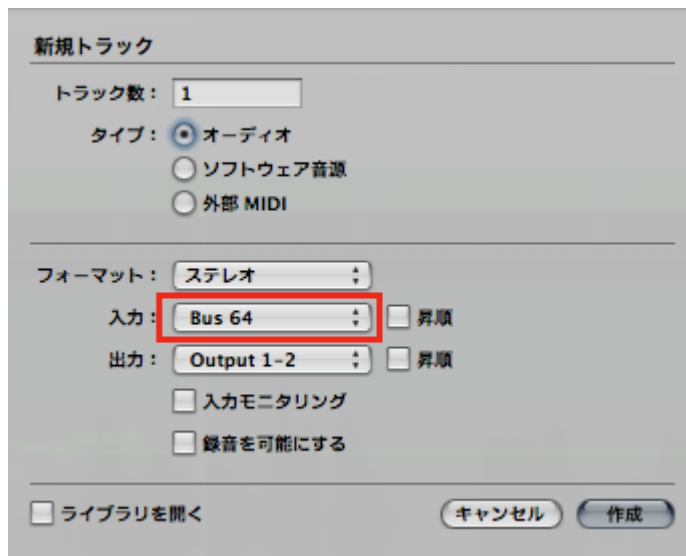 新規トラック
トラック数： 1
タイプ： オーディオ
ソフトウェア音源
外部 MIDI
フォーマット： ステレオ
入力： Bus 64 昇順
出力： Output 1-2 昇順
入力モニタリング
録音を可能にする
ライブラリを開く キャンセル 作成